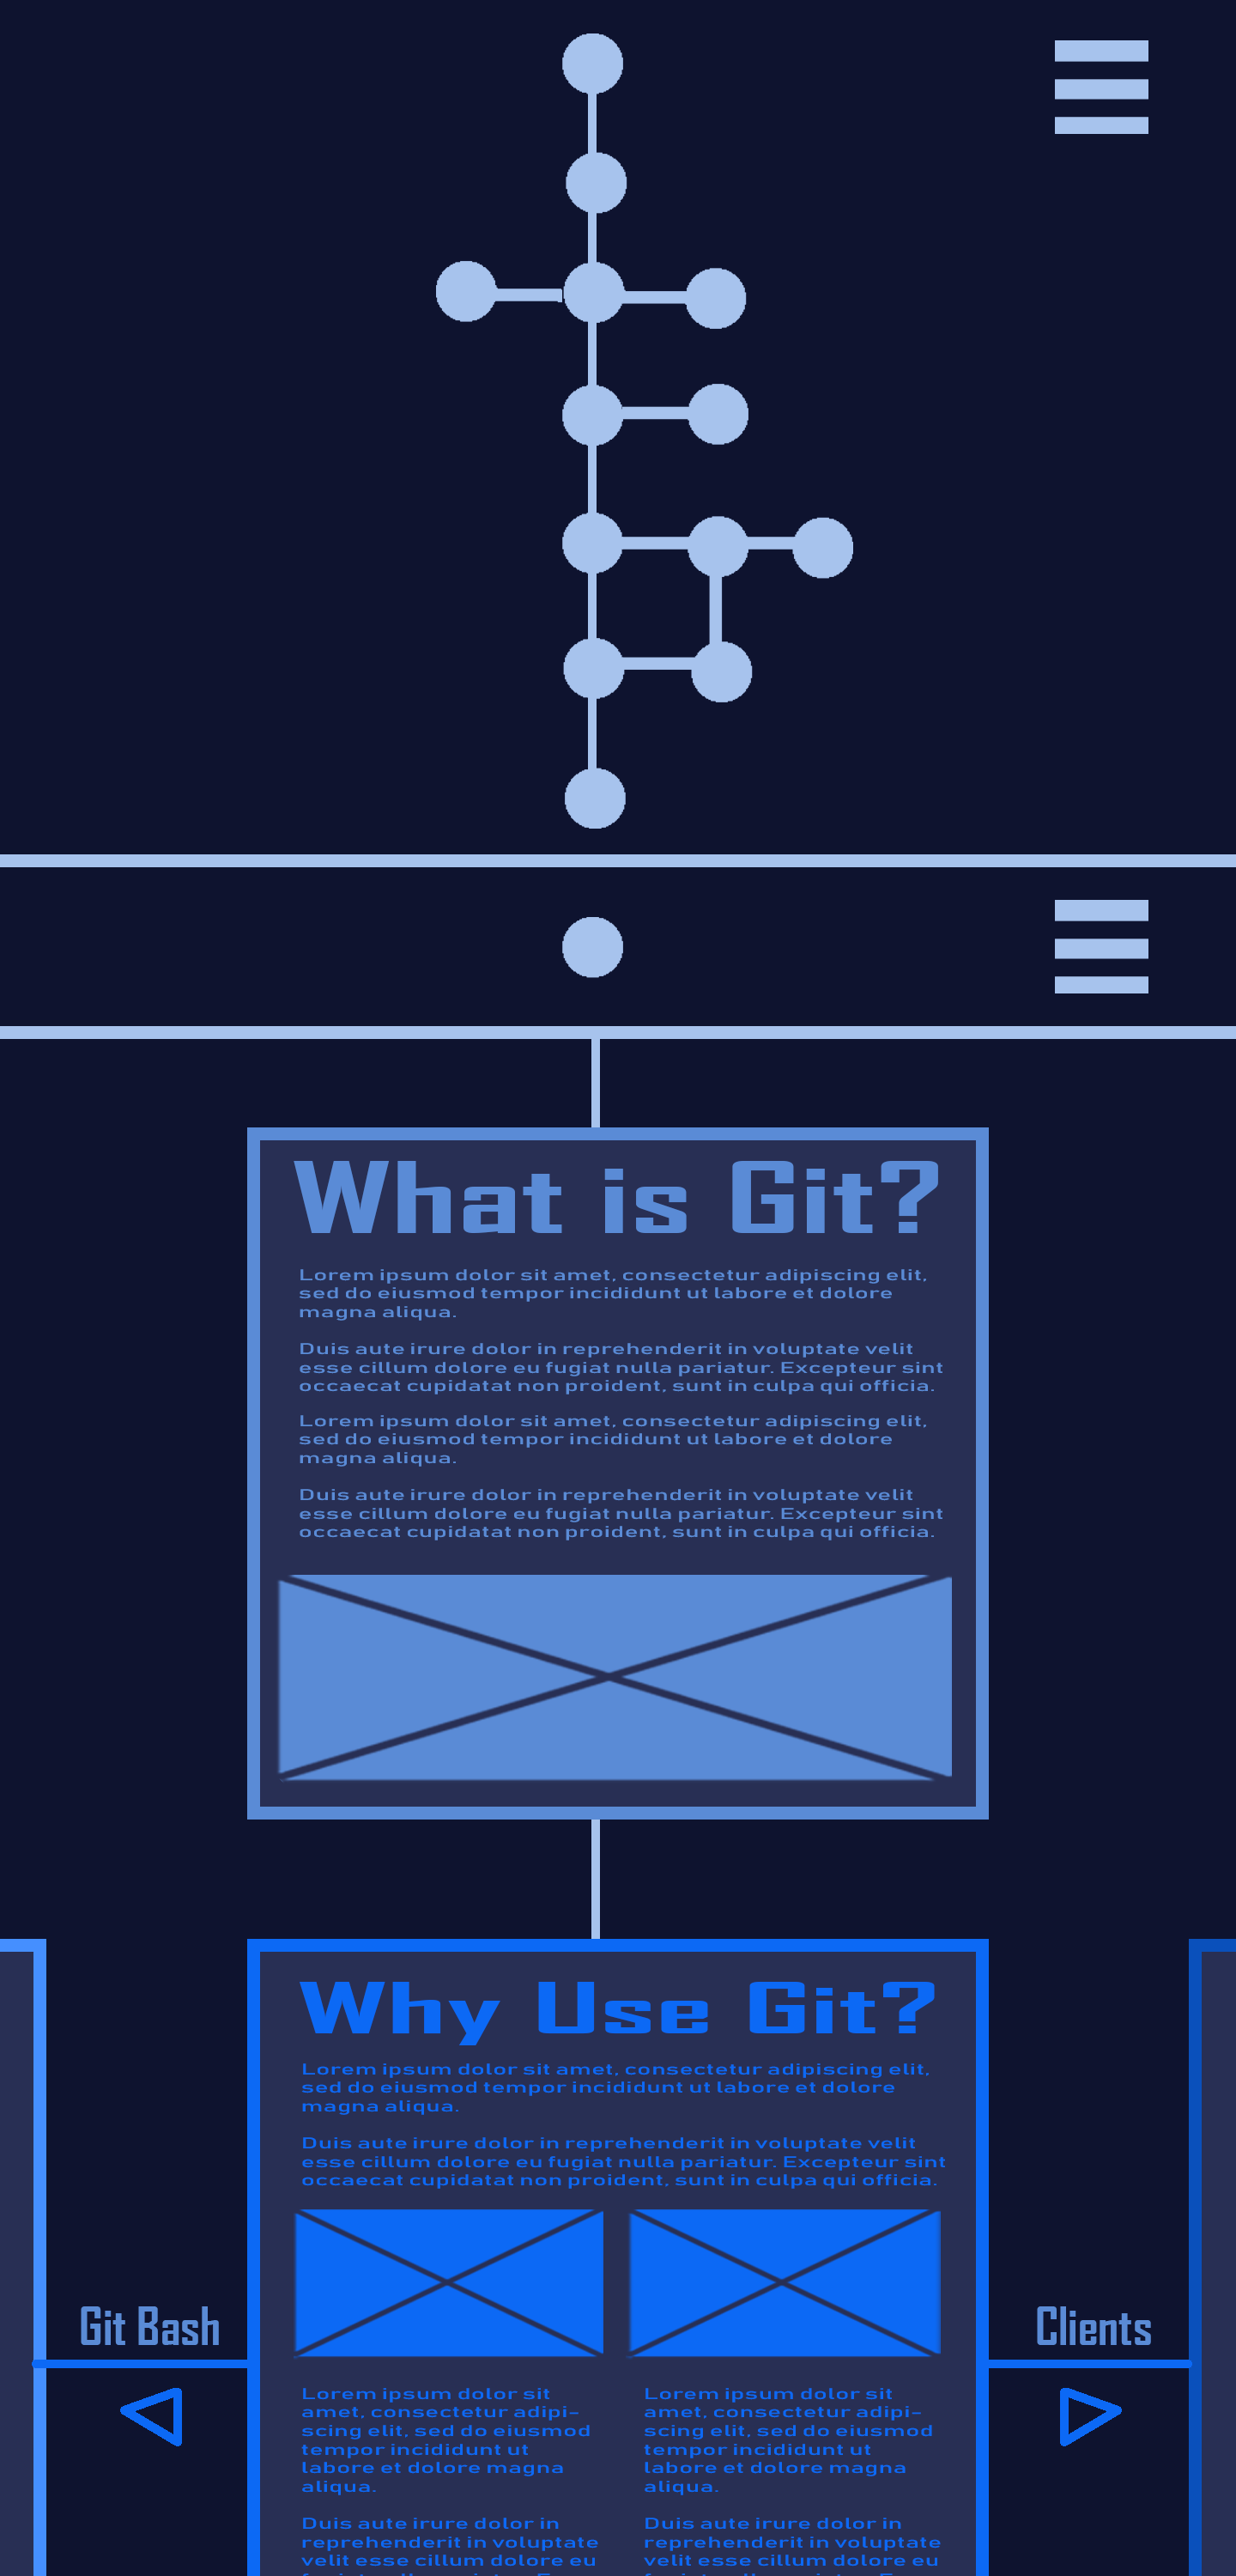 What is Git?
Lorem ipsum dolor sit amet, consectetur adipiscing elit,
sed do eiusmod tempor incididunt ut labore et dolore
magna aliqua.
Duis aute irure dolor in reprehenderit in voluptate velit
esse cillum dolore eu fugiat nulla pariatur. Excepteur sint
occaecat cupidatat non proident, sunt in culpa qui officia.
Lorem ipsum dolor sit amet, consectetur adipiscing elit,
sed do eiusmod tempor incididunt ut labore et dolore
magna aliqua.
Duis aute irure dolor in reprehenderit in voluptate velit
esse cillum dolore eu fugiat nulla pariatur. Excepteur sint
occaecat cupidatat non proident, sunt in culpa qui officia.
Why Use Git?
Lorem ipsum dolor sit amet, consectetur adipiscing elit,
sed do eiusmod tempor incididunt ut labore et dolore
magna aliqua.
Duis aute irure dolor in reprehenderit in voluptate velit
esse cillum dolore eu fugiat nulla pariatur. Excepteur sint
occaecat cupidatat non proident, sunt in culpa qui officia.
Git Bash
Clients
Lorem ipsum dolor sit
amet, consectetur adipi-
scing elit, sed do eiusmod
tempor incididunt ut
labore et dolore magna
aliqua.
Duis aute irure dolor in
reprehenderit in voluptate
velit esse cillum dolore eu
Lorem ipsum dolor sit
amet, consectetur adipi-
scing elit, sed do eiusmod
tempor incididunt ut
labore et dolore magna
aliqua.
Duis aute irure dolor in
reprehenderit in voluptate
velit esse cillum dolore eu